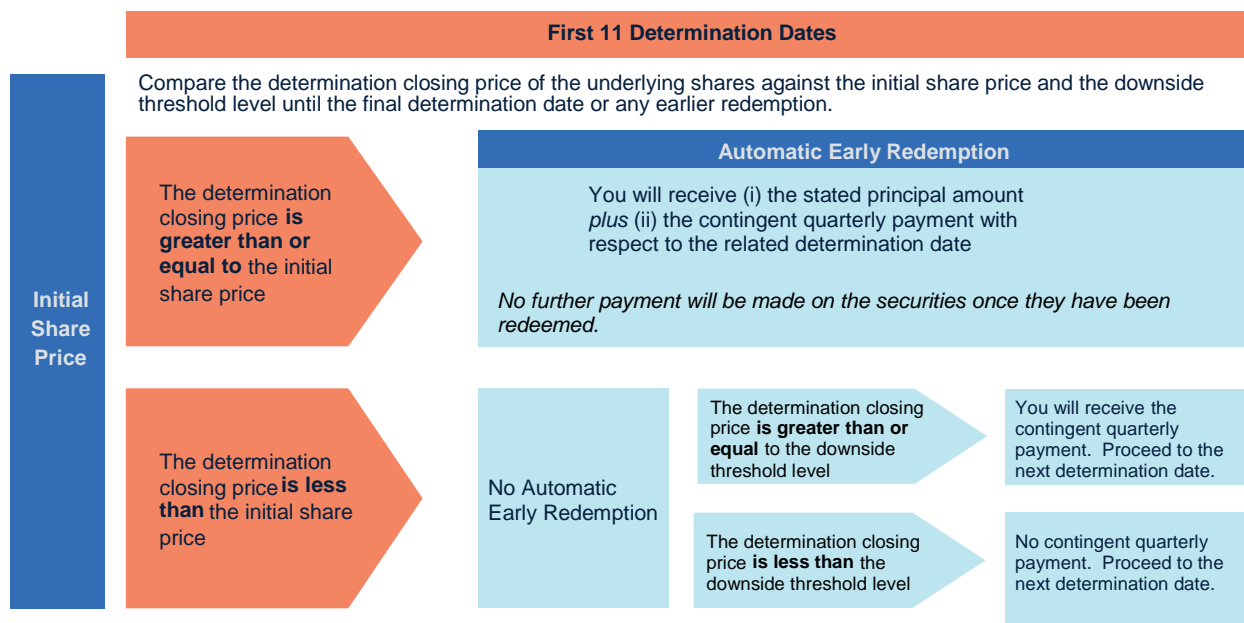 First 11 Determination Dates
Compare the determination closing price of the underlying shares against the initial share price and the downside
threshold level until the final determination date or any earlier redemption.
Initial
Share
Price
The determination
closing price is
greater than or
equal to the initial
share price
Automatic Early Redemption
You will receive (i) the stated principal amount
plus (ii) the contingent quarterly payment with
respect to the related determination date
No further payment will be made on the securities once they have been
redeemed.
The determination
closing price is less
than the initial share
price
No Automatic
Early Redemption
The determination closing
price is greater than or
equal to the downside
threshold level
You will receive the
contingent quarterly
payment.  Proceed to the
next determination date.
The determination closing
price is less than the
downside threshold level
No contingent quarterly
payment.  Proceed to the
next determination date.